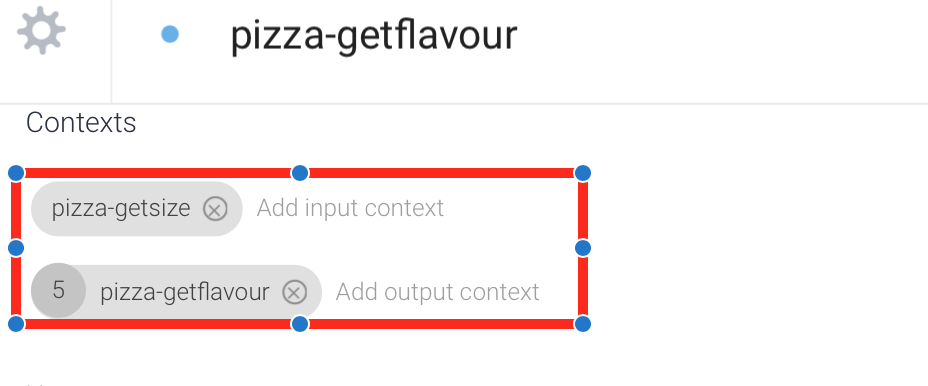 pizza-getflavour
Contexts
pizza-getsize Add input context
5 pizza-getflavour Add output context